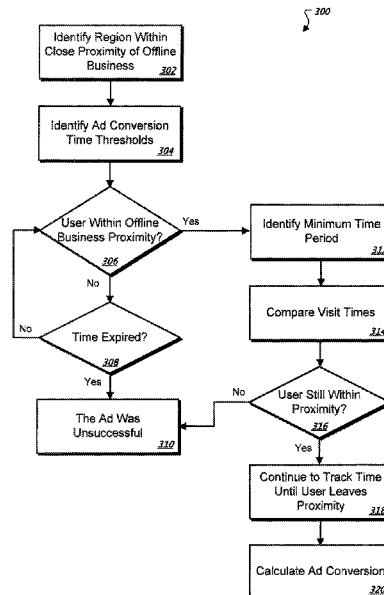 300
Identify Region Within
Close Proximity of Offline
Business
302
Identify Ad Conversion
Time Thresholds
304
User Within Offline
Business Proximity?
306
Yes
No
Time Expired?
308
No
Yes
The Ad Was
Unsuccessful
310
Identify Minimum Time
Period
Compare Visit Times
314
User Still Within
Proximity?
316
No
Yes
Continue to Track Time
Until User Leaves
Proximity
318
Calculate Ad Conversion
320